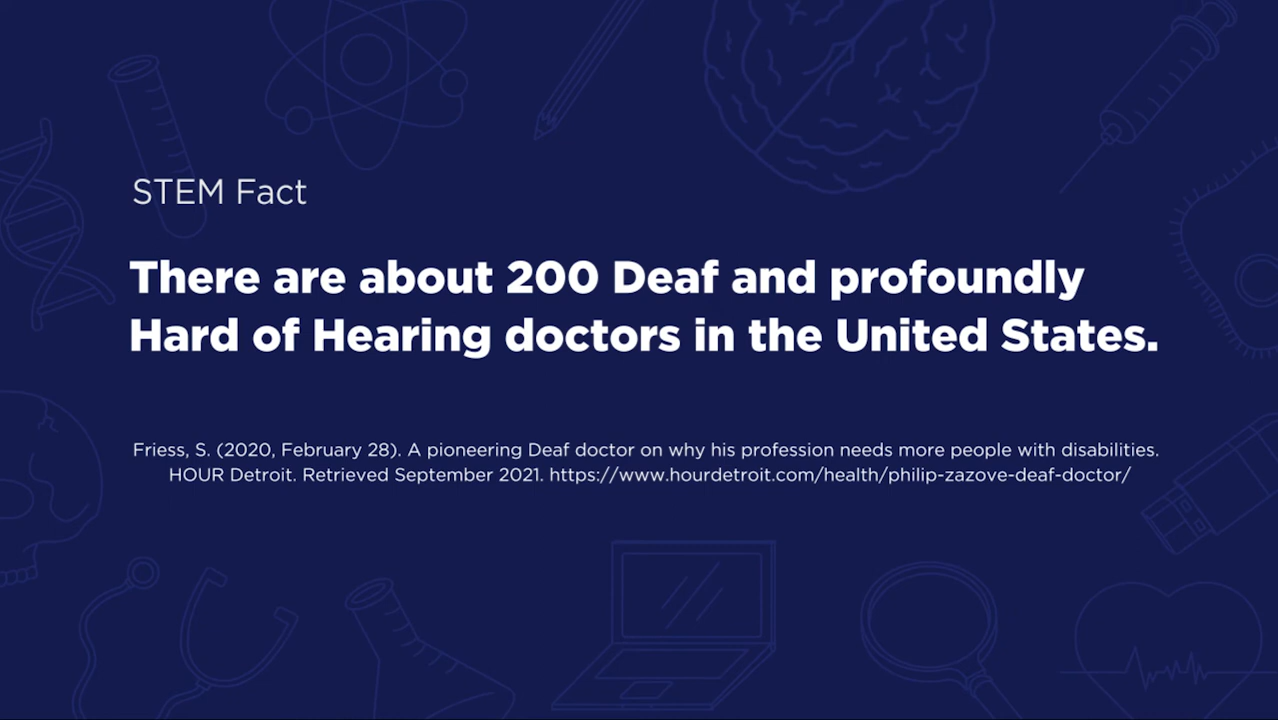 STEM Fact
There are about 200 Deaf and profoundly
Hard of Hearing doctors in the United States.
Friess, S. (2020, February 28). A pioneering Deaf doctor on why his profession needs more people with disabilities.
HOUR Detroit. Retrieved September 2021. https://www.hourdetroit.com/health/philip-zazove-deaf-doctor/